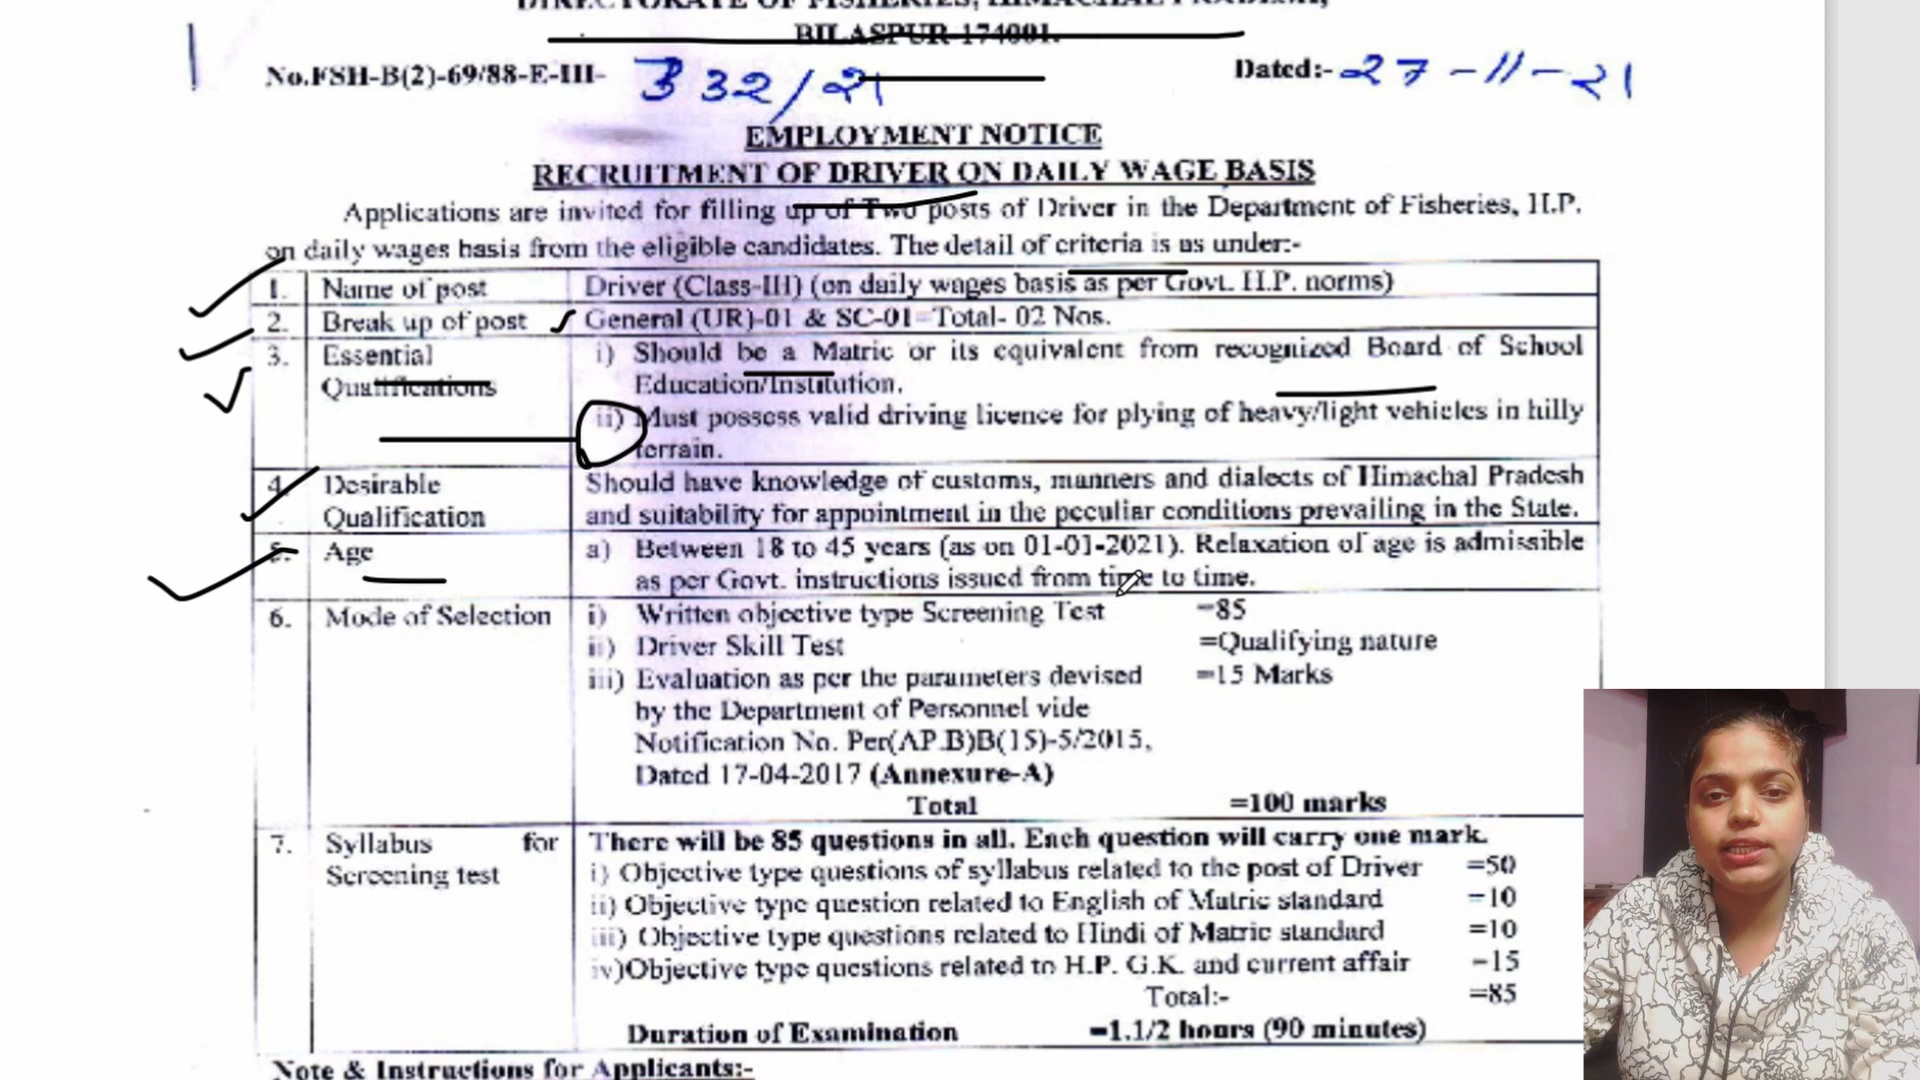 DIRECTORATE OF FISHERIES, HIMACHAL PRADESH,
BILASPUR-174001.
No.FSH-B(2)-69/88-E-III- 332/21 Dated:- 27-11-21
EMPLOYMENT NOTICE
RECRUITMENT OF DRIVER ON DAILY WAGE BASIS
Applications are invited for filling up of Two posts of Driver in the Department of Fisheries, H.P.
on daily wages basis from the eligible candidates. The detail of criteria is as under:-
1. Name of post Driver (Class-III) (on daily wages basis as per Govt. H.P. norms)
2. Break up of post General (UR)-01 & SC-01 Total- 02 Nos.
3. Essential i) Should be a Matric or its equivalent from recognized Board of School
Qualifications Education/Institution.
ii) Must possess valid driving licence for plying of heavy/light vehicles in hilly
terrain.
4. Desirable Should have knowledge of customs, manners and dialects of Himachal Pradesh
Qualification and suitability for appointment in the peculiar conditions prevailing in the State.
5. Age a) Between 18 to 45 years (as on 01-01-2021). Relaxation of age is admissible
as per Govt. instructions issued from time to time.
6. Mode of Selection i) Written objective type Screening Test =85
ii) Driver Skill Test =Qualifying nature
iii) Evaluation as per the parameters devised =15 Marks
by the Department of Personnel vide
Notification No. Per(AP.B)B(15)-5/2015,
Dated 17-04-2017 (Annexure-A)
Total =100 marks
7. Syllabus for There will be 85 questions in all. Each question will carry one mark.
Screening test i) Objective type questions of syllabus related to the post of Driver =50
ii) Objective type question related to English of Matric standard =10
iii) Objective type questions related to Hindi of Matric standard =10
iv)Objective type questions related to H.P. G.K. and current affair =15
Total:- =85
Duration of Examination =1.1/2 hours (90 minutes)
Note & Instructions for Applicants:-